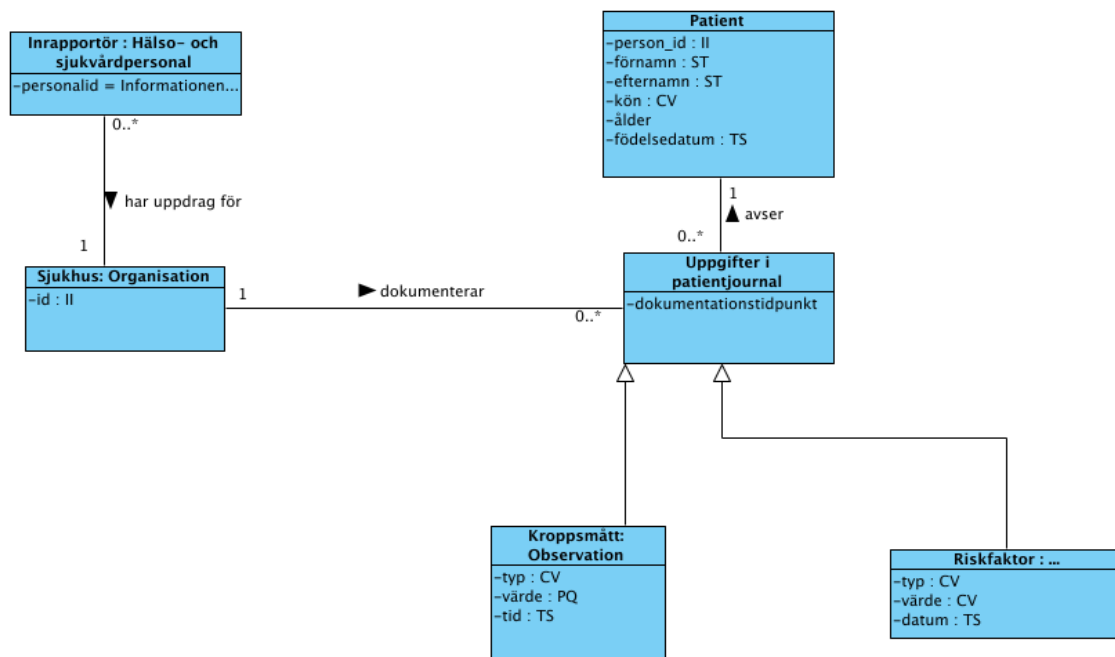 Inrapportör : Hälso- och
sjukvårdpersonal
-personalid = Informationen...
0..*
har uppdrag för
1
Sjukhus: Organisation
-id : II
1
dokumenterar
0..*
Patient
-person_id : II
-förnamn : ST
-efternamn : ST
-kön : CV
-ålder
-födelsedatum : TS
1
avser
0..*
Uppgifter i
patientjournal
-dokumentationstidpunkt
Kroppsmått:
Observation
-typ : CV
-värde : PQ
-tid : TS
Riskfaktor : ...
-typ : CV
-värde : CV
-datum : TS